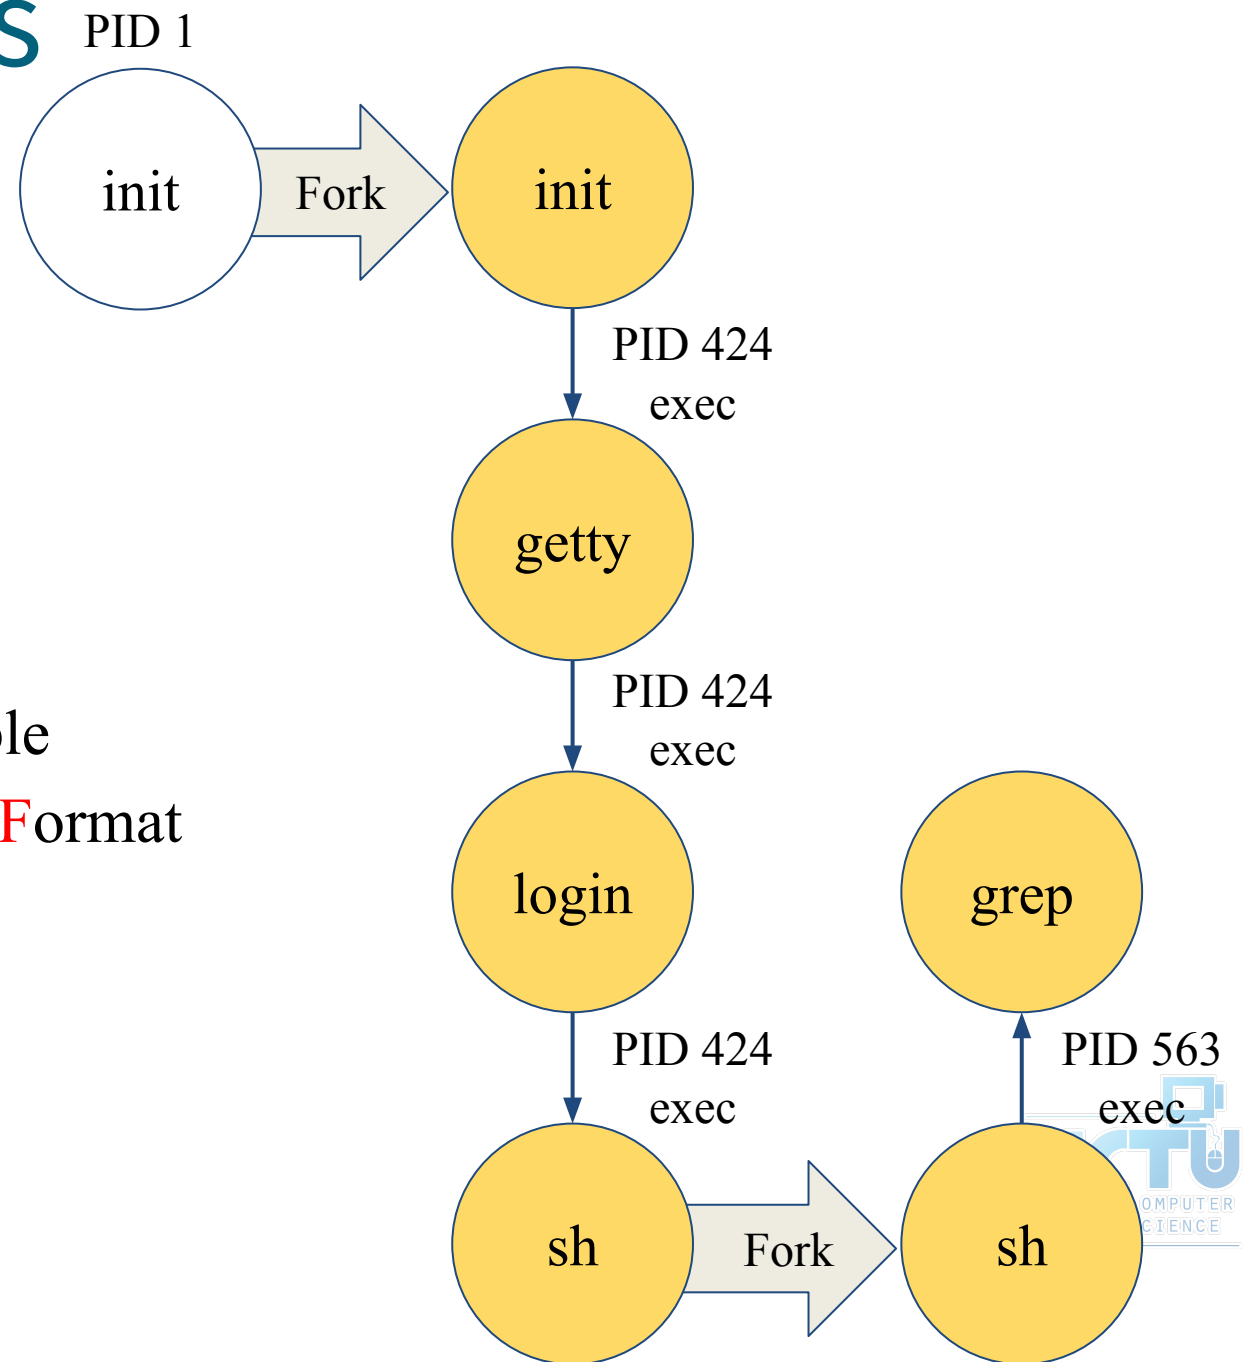 PID 1
init
Fork
init
PID 424
exec
getty
PID 424
exec
Format
login
grep
PID 424
exec
PID 563
exec
sh
Fork
sh